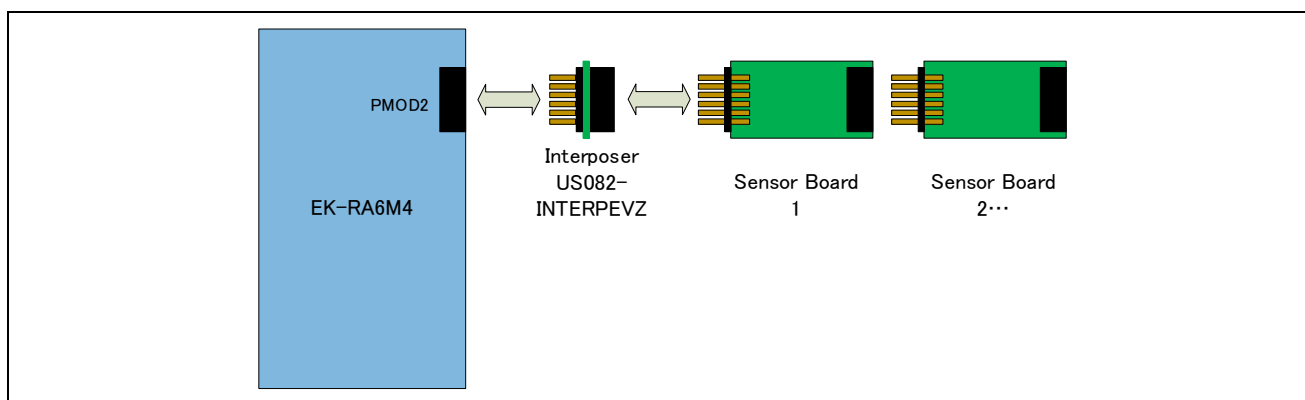 PMOD2
EK-RA6M4
Interposer
US082-
INTERPEVZ
Sensor Board
1
Sensor Board
2…